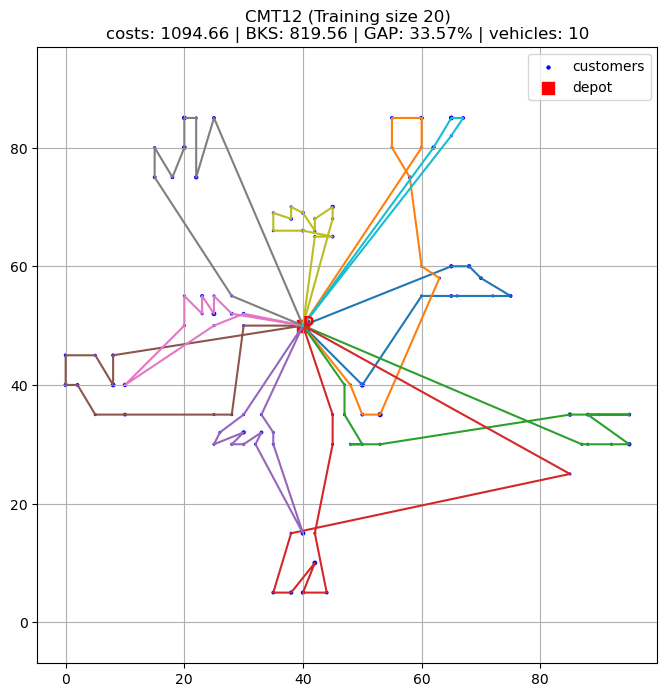 CMT12 (Training size 20)
costs: 1094.66 | BKS: 819.56 | GAP: 33.57% | vehicles: 10
customers
depot
80
60
40
20
0
0
20
40
60
80